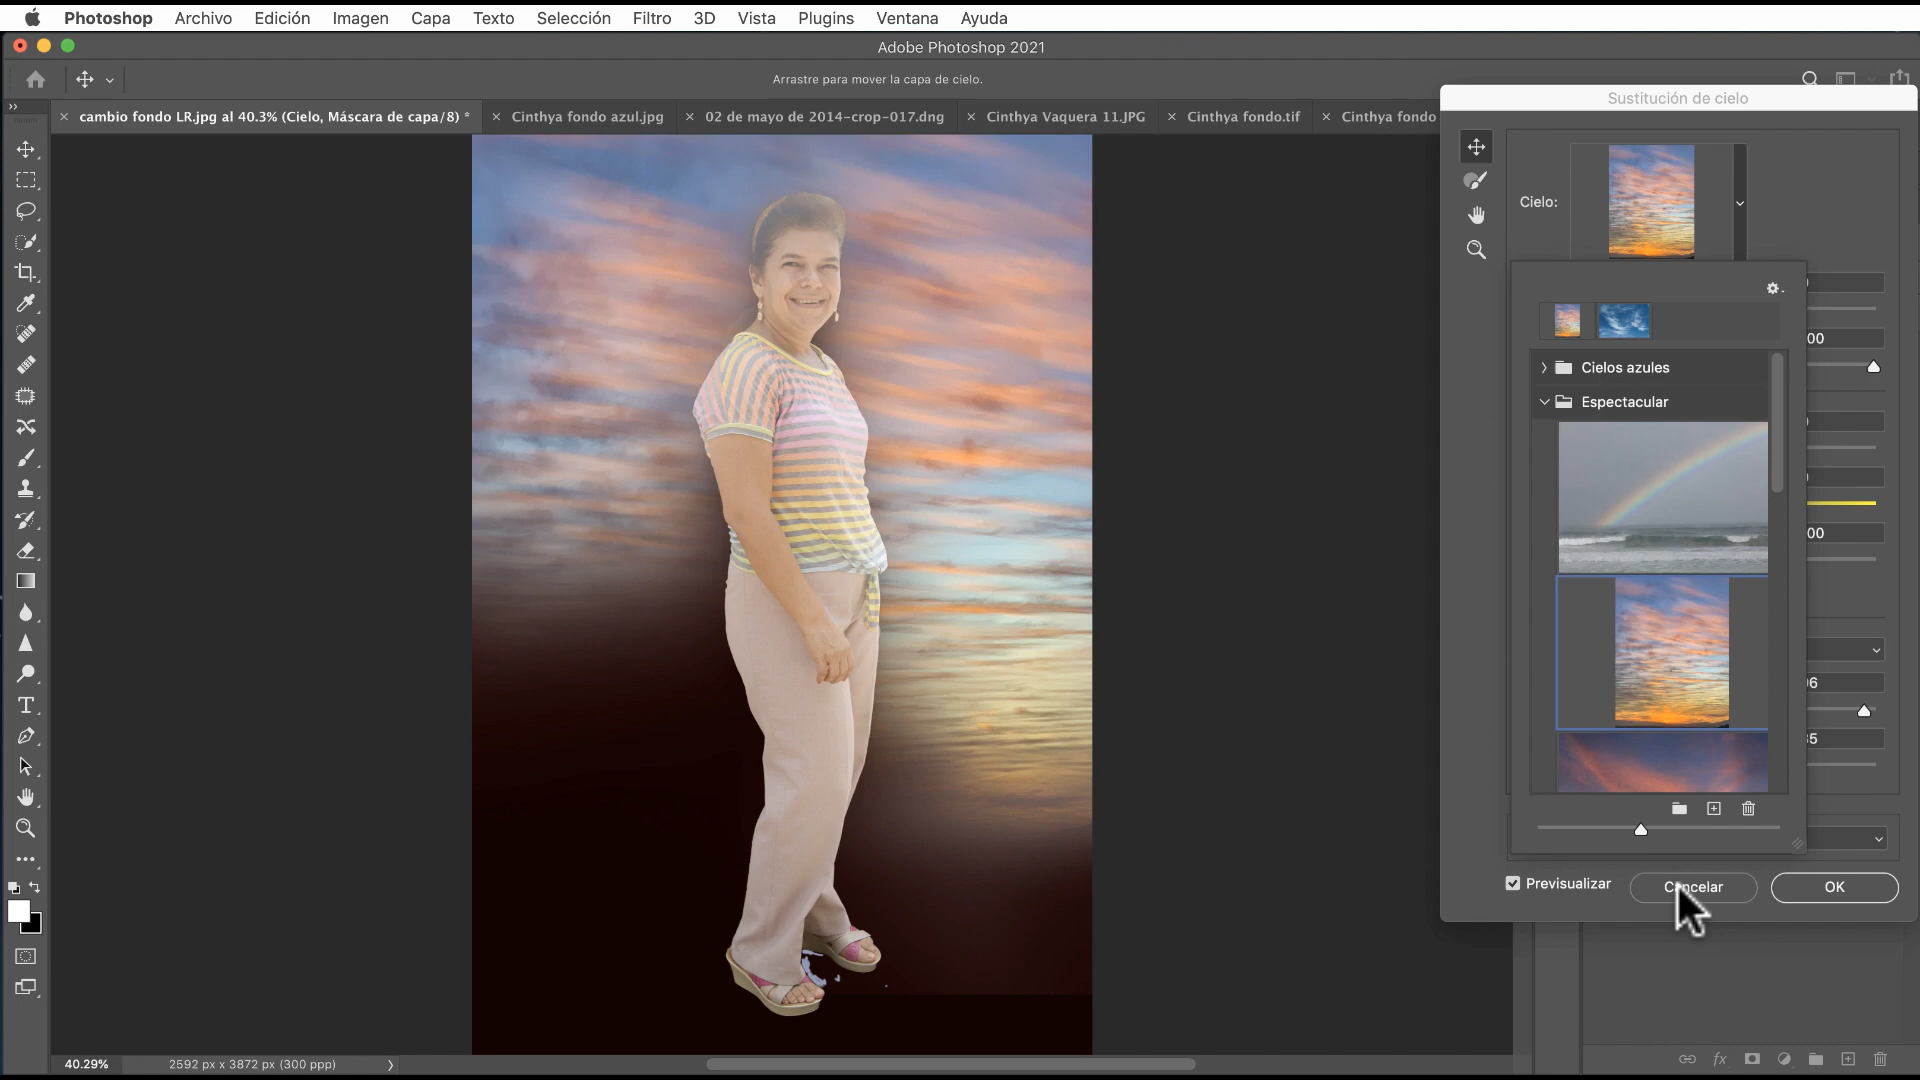 Photoshop Archivo Edición Imagen Capa Texto Selección Filtro 3D Vista Plugins Ventana Ayuda
Adobe Photoshop 2021
Arrastre para mover la capa de cielo.
cambio fondo LR.jpg al 40.3% (Cielo, Máscara de capa/8) * Cinthya fondo azul.jpg 02 de mayo de 2014-crop-017.dng Cinthya Vaquera 11.JPG Cinthya fondo.tif Cinthya fondo
Sustitución de cielo
Cielo:
Cielos azules
Espectacular
00
00
06
Previsualizar Cancelar OK
40.29% 2592 px x 3872 px (300 ppp)
fx